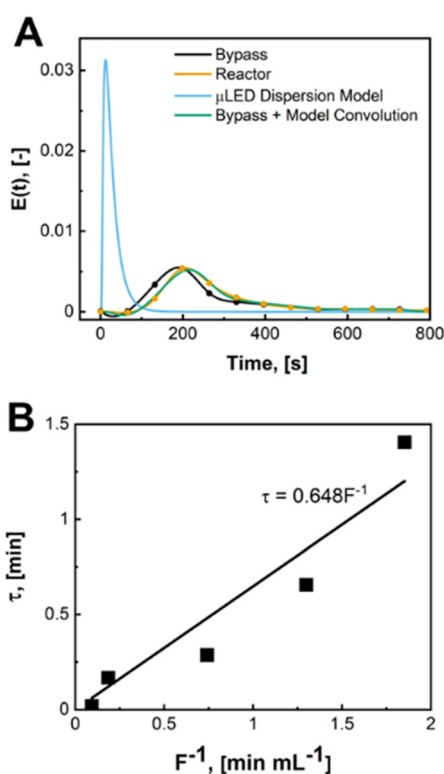 A
Bypass
Reactor
μLED Dispersion Model
Bypass + Model Convolution
E(t), [-]
0.03
0.02
0.01
0
0 200 400 600 800
Time, [s]
B
τ = 0.648F⁻¹
τ, [min]
1.5
1
0.5
0
0 0.5 1 1.5 2
F⁻¹, [min mL⁻¹]